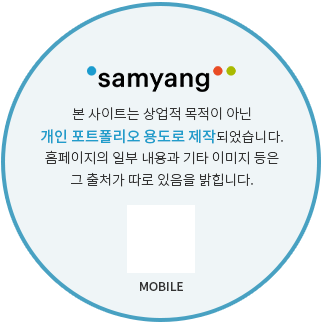 samyang
본 사이트는 상업적 목적이 아닌
개인 포트폴리오 용도로 제작되었습니다.
홈페이지의 일부 내용과 기타 이미지 등은
그 출처가 따로 있음을 밝힙니다.
MOBILE